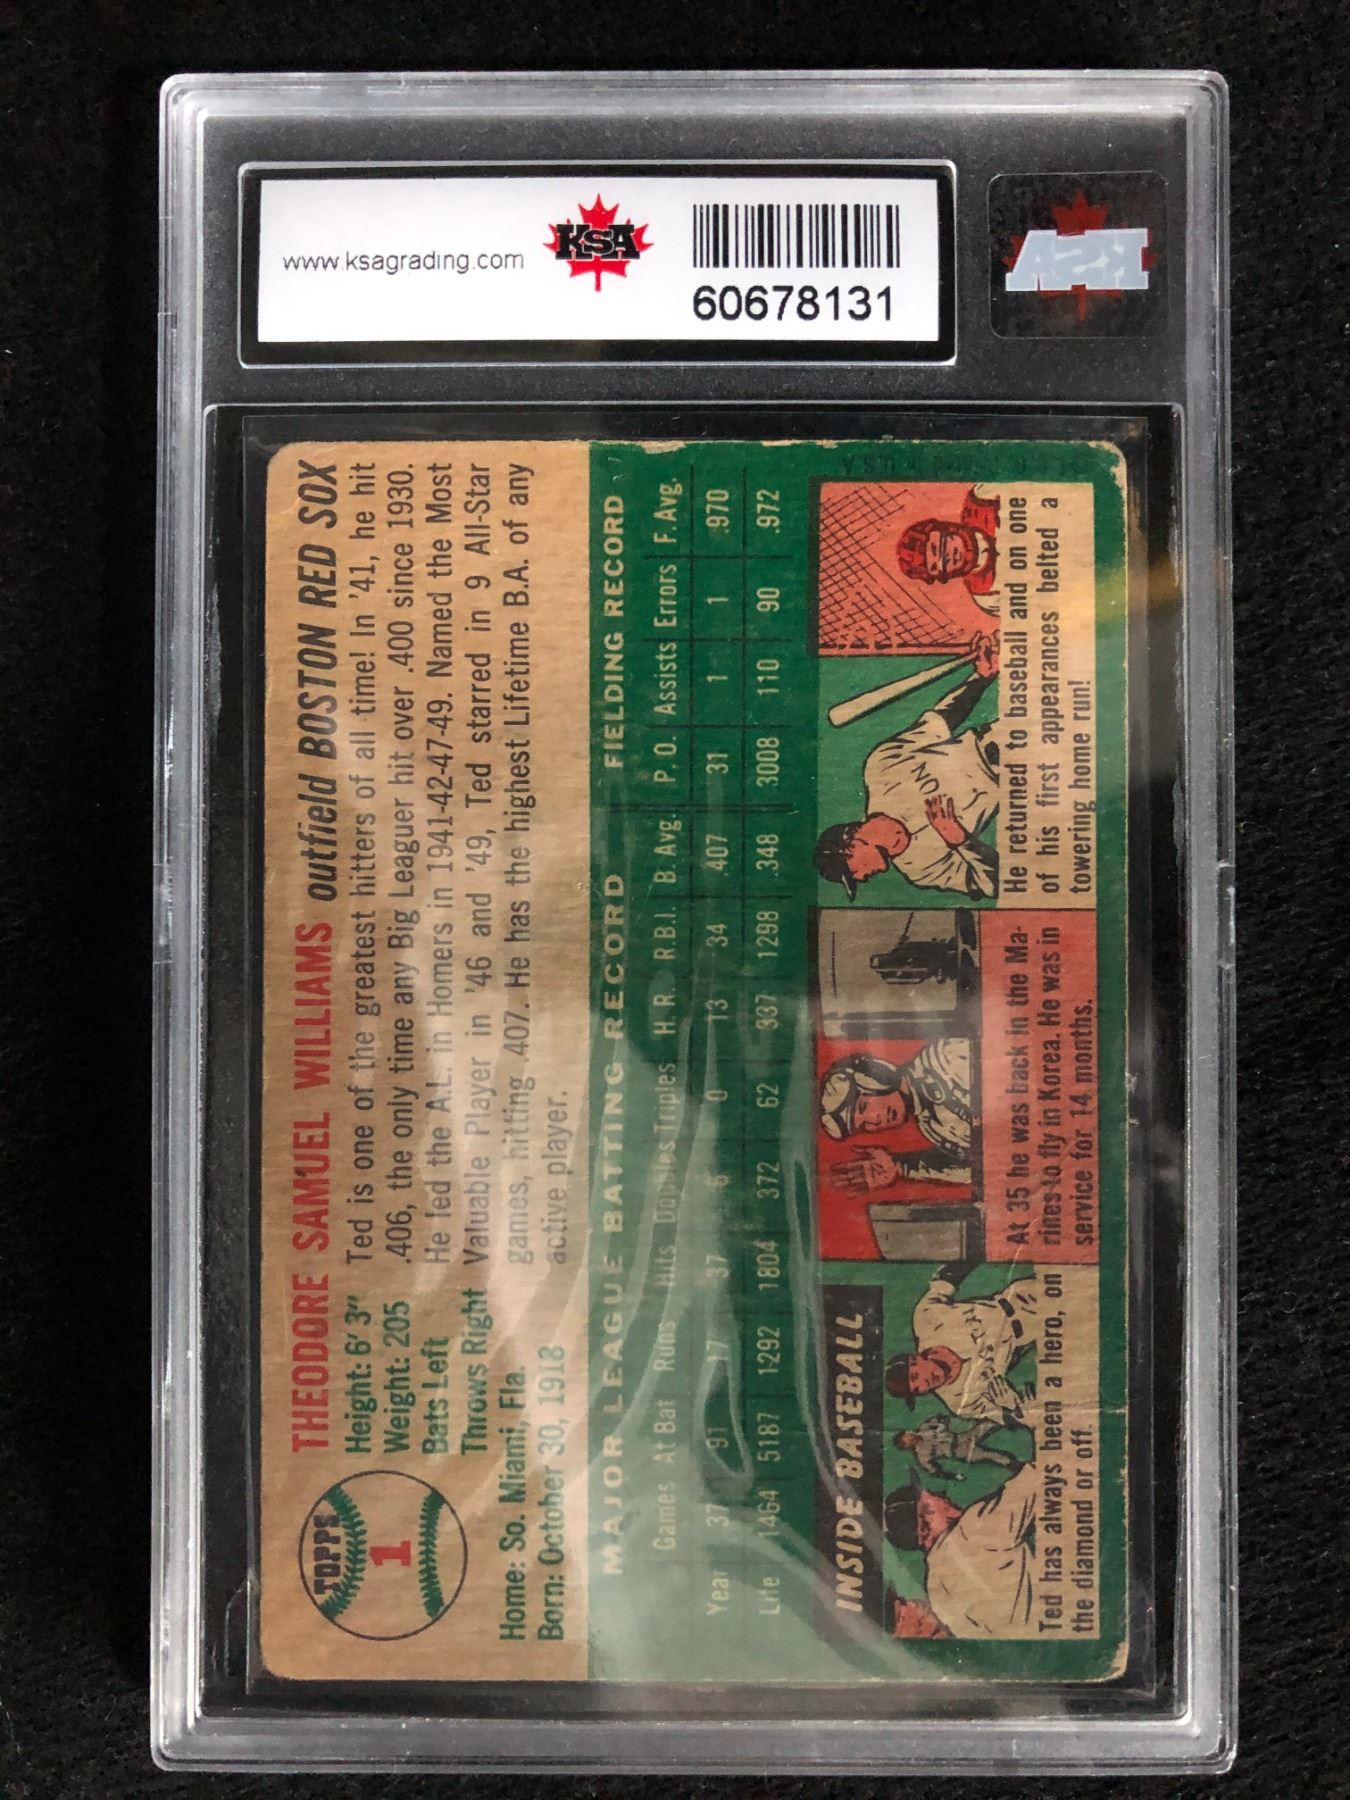 www.ksagrading.com
KSA
60678131
KSA
TOPPS
1
THEODORE SAMUEL WILLIAMS outfield BOSTON RED SOX
Height: 6' 3"
Weight: 205
Bats Left
Throws Right
Home: So. Miami, Fla.
Born: October 30, 1918
Ted is one of the greatest hitters of all time! In '41, he hit
.406, the only time any Big Leaguer hit over .400 since 1930.
He led the A.L. in Homers in 1941-42-47-49. Named the Most
Valuable Player in '46 and '49, Ted starred in 9 All-Star
games, hitting .407. He has the highest Lifetime B.A. of any
active player.
MAJOR LEAGUE BATTING RECORD FIELDING RECORD
Games At Bat Runs Hits Doubles Triples H.R. R.B.I. B. Avg. P.O. Assists Errors F. Avg.
Year 37 91 17 37 6 0 13 34 .407 31 1 1 .970
Life 1464 5187 1292 1804 372 62 337 1298 .348 3008 110 90 .972
INSIDE BASEBALL
Ted has always been a hero, on
the diamond or off.
At 35 he was back in the Ma-
rines to fly in Korea. He was in
service for 14 months.
He returned to baseball and on one
of his first appearances belted a
towering home run!